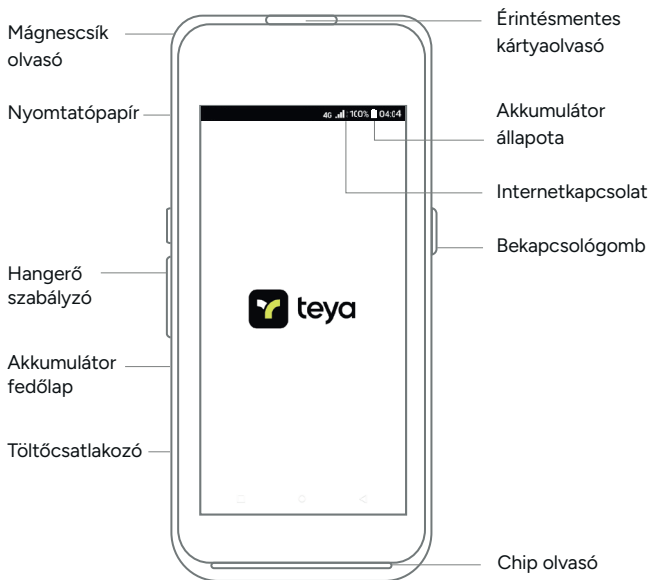 Mágnescsík
olvasó
Nyomtatópapír
Hangerő
szabályzó
Akkumulátor
fedőlap
Töltőcsatlakozó
4G 100% 04:04
teya
Érintésmentes
kártyaolvasó
Akkumulátor
állapota
Internetkapcsolat
Bekapcsológomb
Chip olvasó